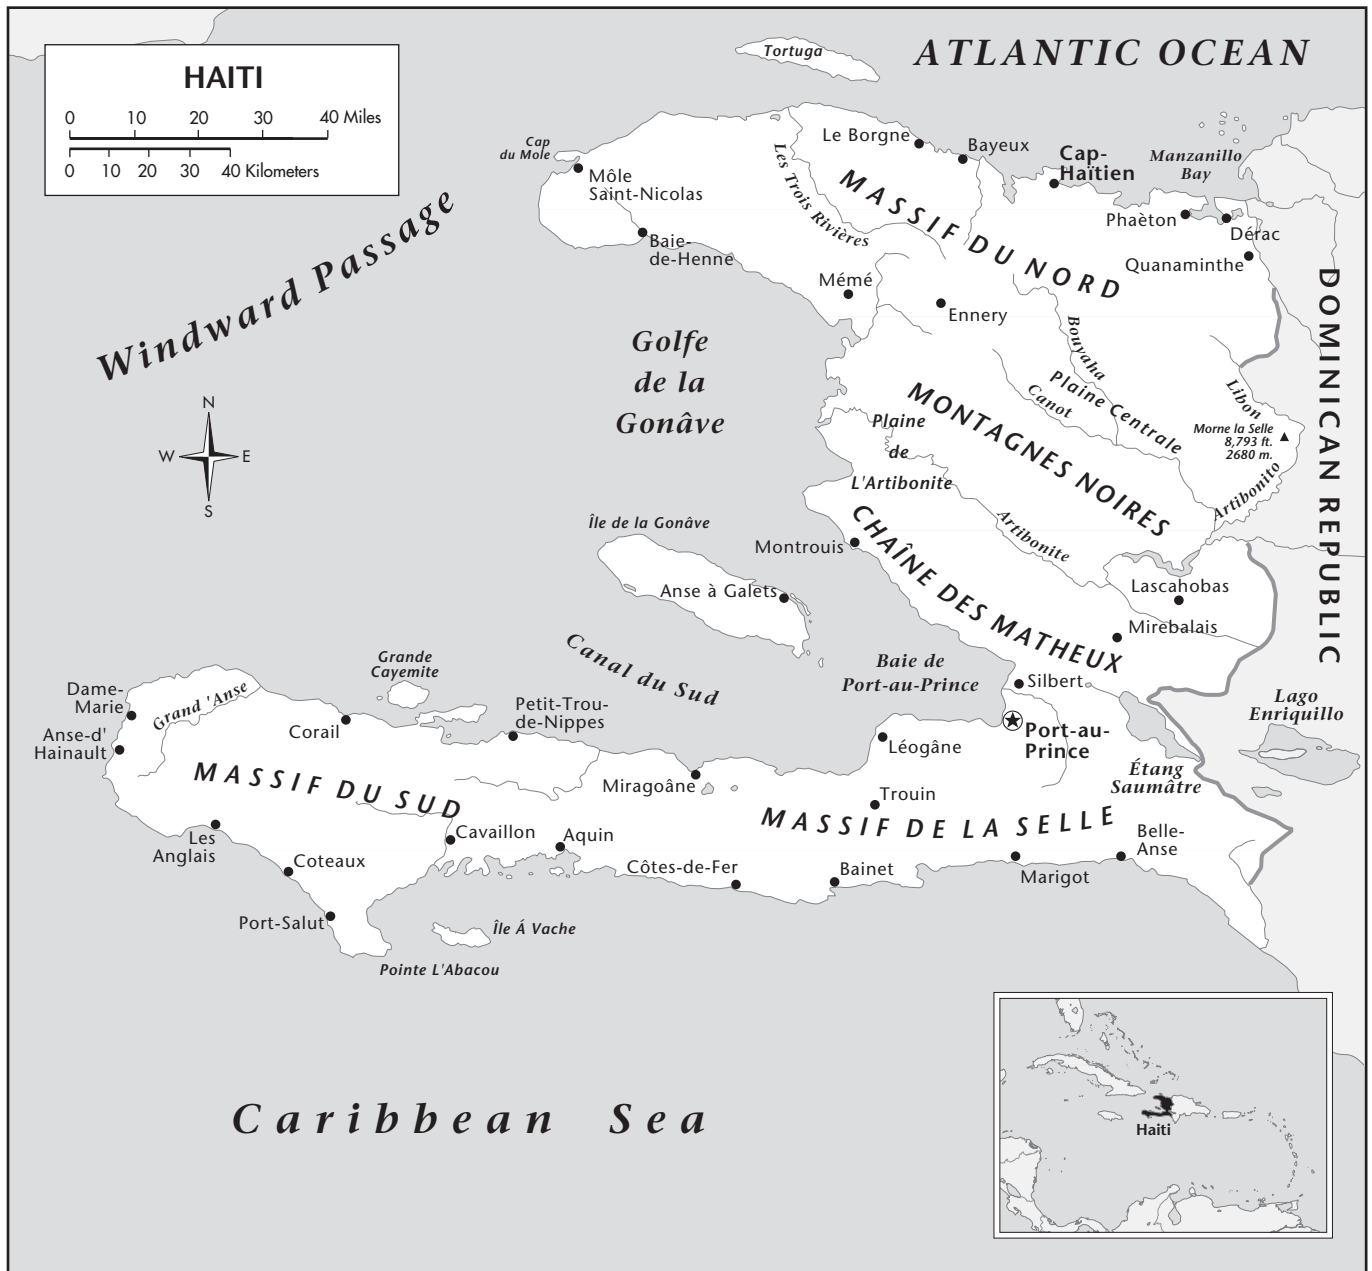 HAITI
0 10 20 30 40 Miles
0 10 20 30 40 Kilometers
Tortuga
ATLANTIC OCEAN
Cap
du Mole
Môle
Saint-Nicolas
Baie-
de-Henne
Le Borgne
Bayeux
Cap-
Haïtien
Manzanillo
Bay
Les Trois Rivières
MASSIF DU NORD
Phaèton
Dérac
Quanaminthe
Mémé
Ennery
Windward Passage
Golfe
de la
Gonâve
Bouyaha
Plaine Centrale
Canot
Libon
Morne la Selle
8,793 ft.
2680 m.
DOMINICAN REPUBLIC
N
W E
S
MONTAGNES NOIRES
Plaine
de
L'Artibonite
Artibonito
Artibonite
Île de la Gonâve
Montrouis
CHAÎNE DES MATHEUX
Anse à Galets
Lascahobas
Mirebalais
Canal du Sud
Baie de
Port-au-Prince
Silbert
Port-au-
Prince
Lago
Enriquillo
Grande
Cayemite
Dame-
Marie
Grand 'Anse
Anse-d'
Hainault
Corail
Petit-Trou-
de-Nippes
Léogâne
Miragoâne
Étang
Saumâtre
MASSIF DU SUD
Trouin
MASSIF DE LA SELLE
Les
Anglais
Cavaillon
Aquin
Belle-
Anse
Coteaux
Côtes-de-Fer
Bainet
Marigot
Port-Salut
Île Á Vache
Pointe L'Abacou
Caribbean Sea
Haiti